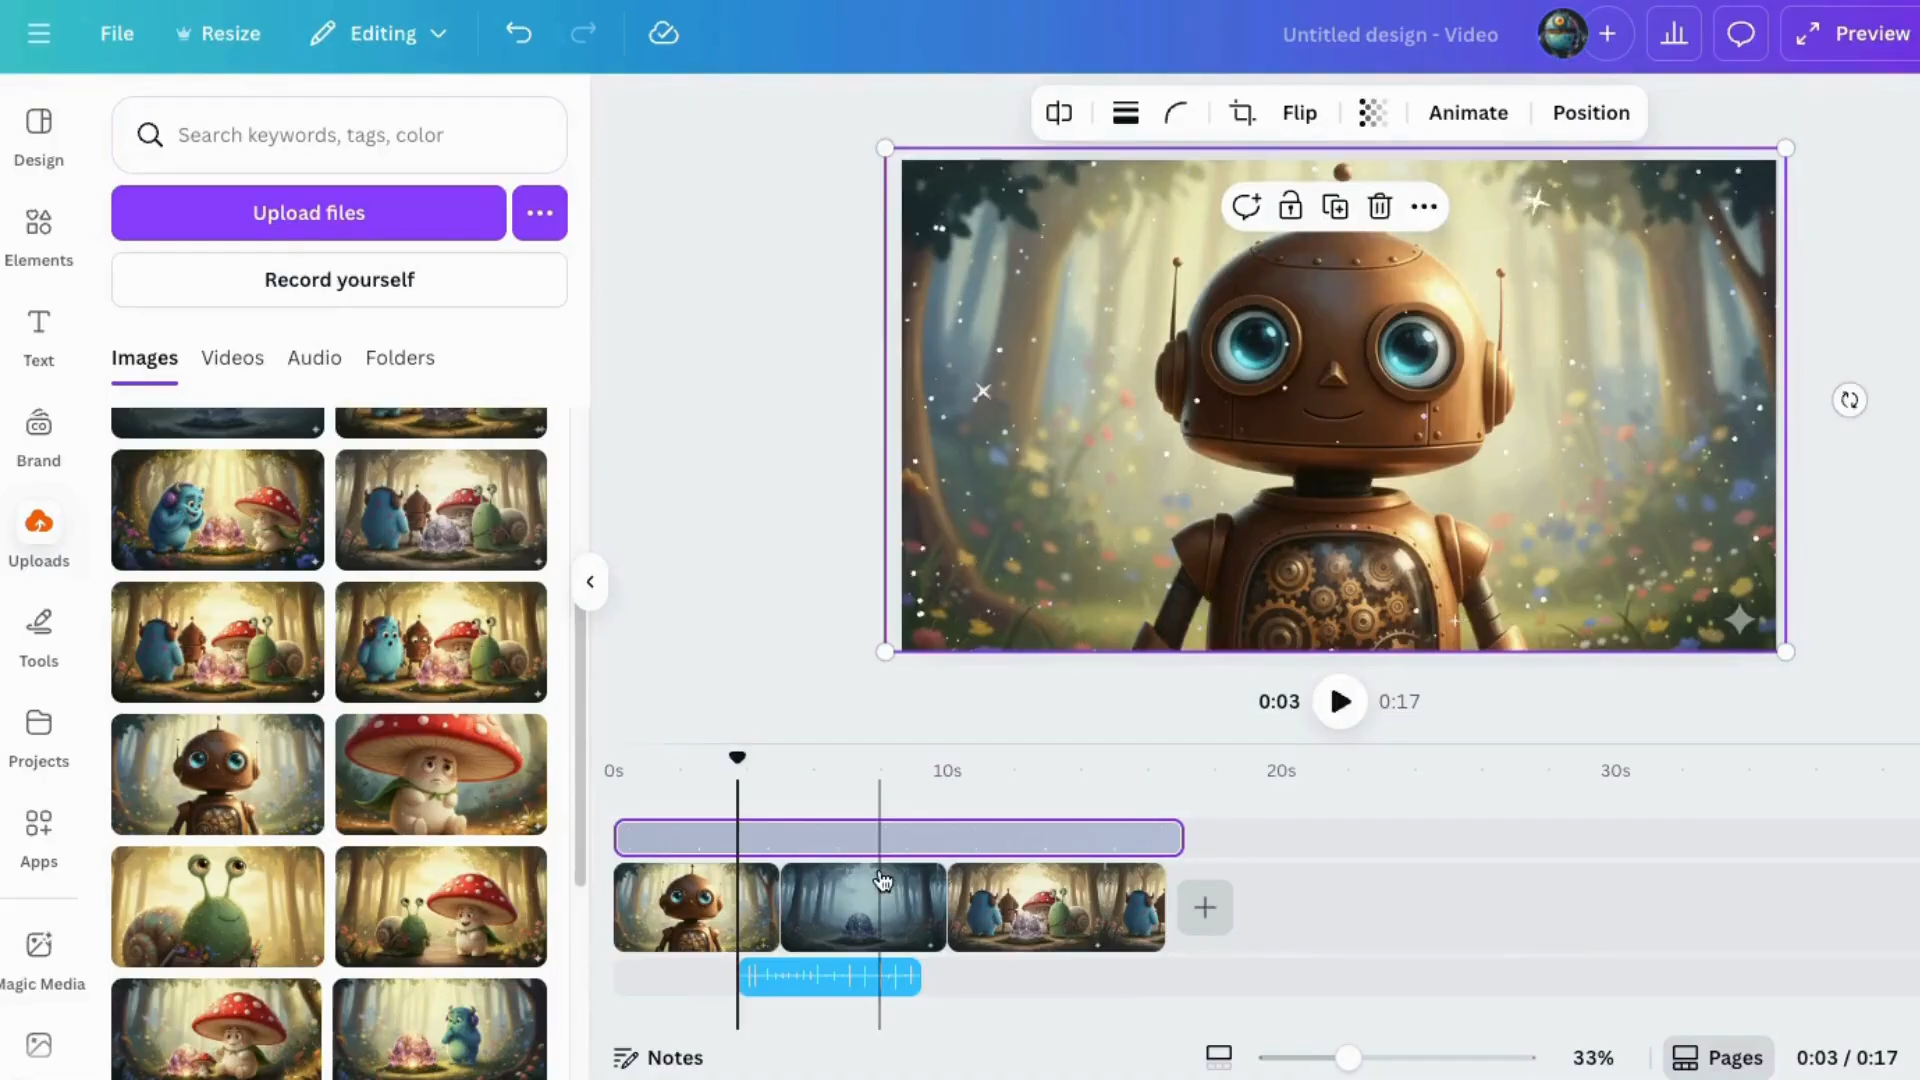 File
Resize
Editing
Untitled design - Video
Preview
Design
Elements
Text
Brand
Uploads
Tools
Projects
Apps
Magic Media
Search keywords, tags, color
Upload files
Record yourself
Images
Videos
Audio
Folders
Flip
Animate
Position
0:03
0:17
0s
10s
20s
30s
Notes
33%
Pages
0:03 / 0:17